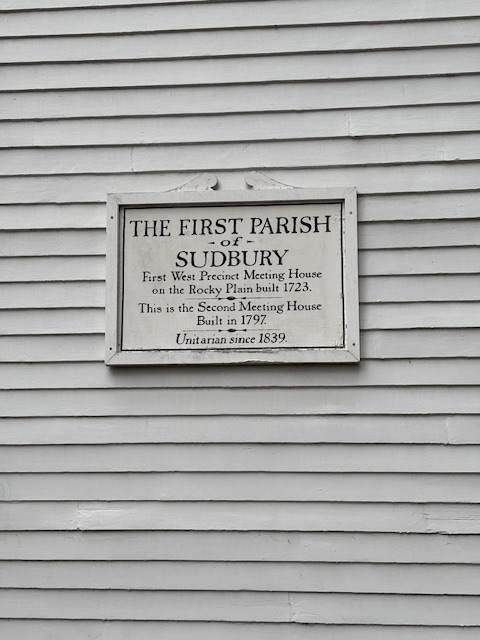 THE FIRST PARISH
- of -
SUDBURY
First West Precinct Meeting House
on the Rocky Plain built 1723.
This is the Second Meeting House
Built in 1797.
Unitarian since 1839.